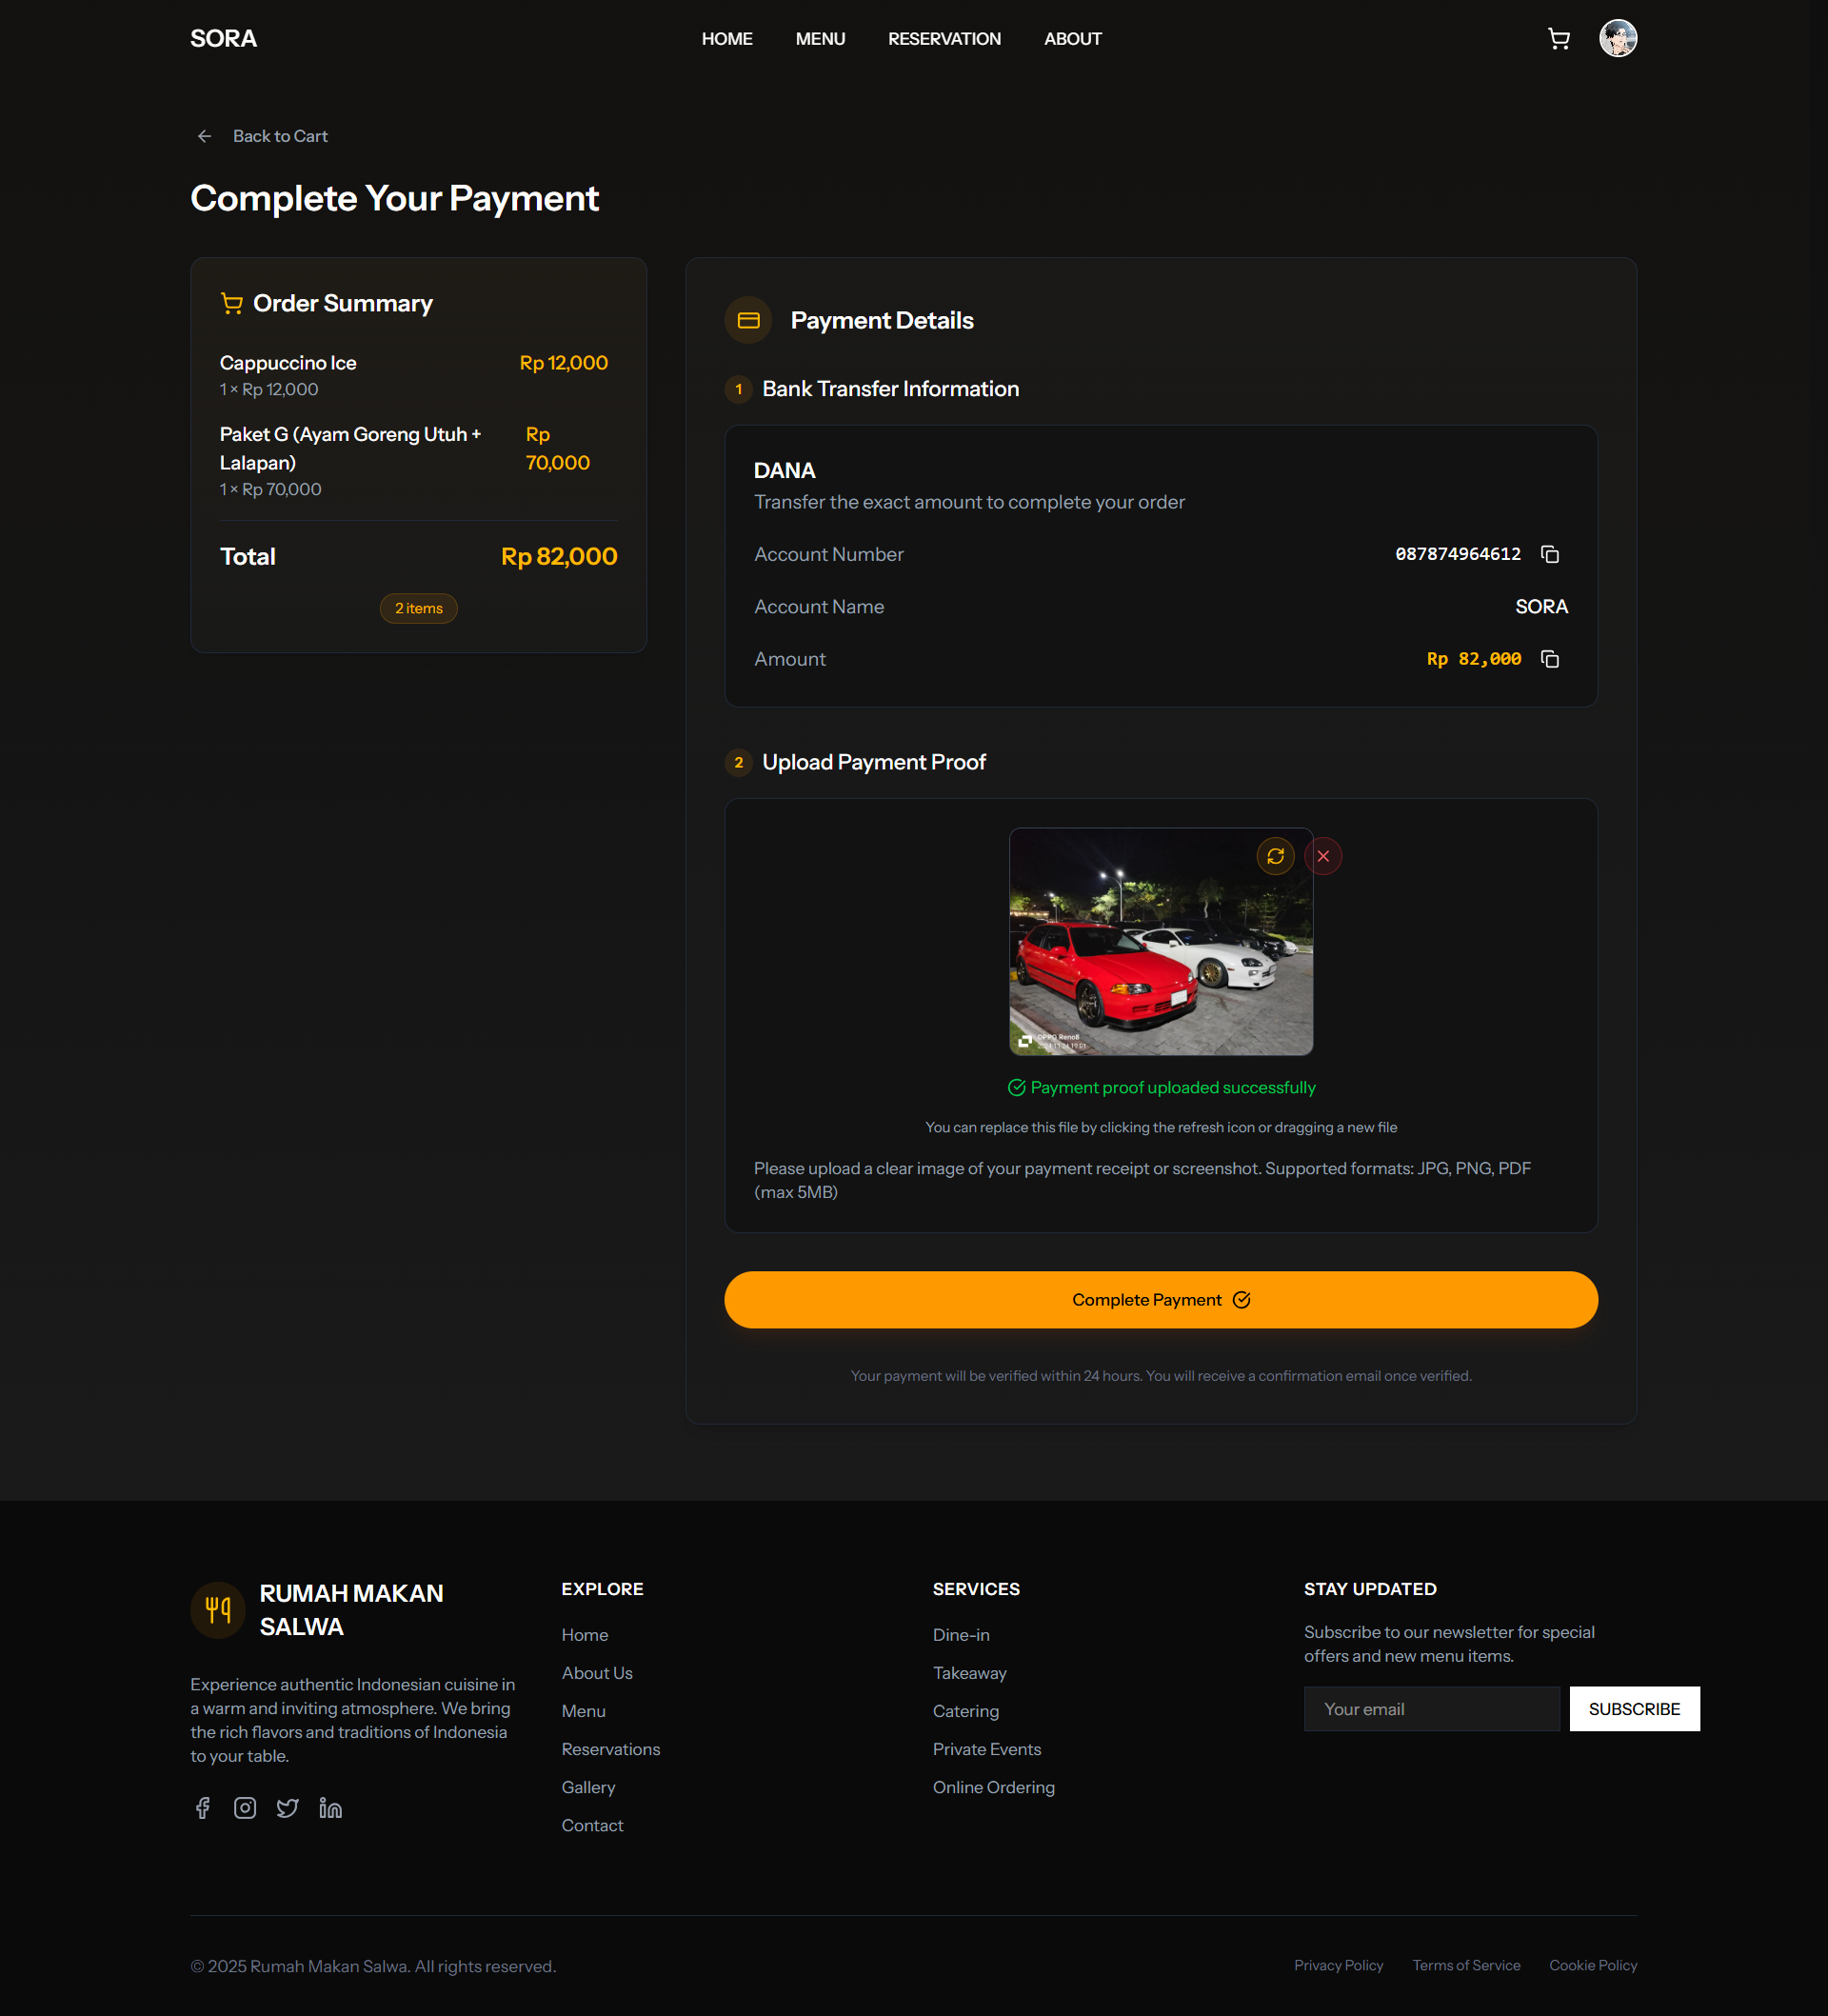 SORA
HOME
MENU
RESERVATION
ABOUT
Back to Cart
Complete Your Payment
Order Summary
Cappuccino Ice
Rp 12,000
1 × Rp 12,000
Paket G (Ayam Goreng Utuh +
Lalapan)
Rp
70,000
1 × Rp 70,000
Total
Rp 82,000
2 items
Payment Details
1
Bank Transfer Information
DANA
Transfer the exact amount to complete your order
Account Number
087874964612
Account Name
SORA
Amount
Rp 82,000
2
Upload Payment Proof
OPPO Reno8
Payment proof uploaded successfully
You can replace this file by clicking the refresh icon or dragging a new file
Please upload a clear image of your payment receipt or screenshot. Supported formats: JPG, PNG, PDF
(max 5MB)
Complete Payment
Your payment will be verified within 24 hours. You will receive a confirmation email once verified.
RUMAH MAKAN
SALWA
Experience authentic Indonesian cuisine in
a warm and inviting atmosphere. We bring
the rich flavors and traditions of Indonesia
to your table.
EXPLORE
Home
About Us
Menu
Reservations
Gallery
Contact
SERVICES
Dine-in
Takeaway
Catering
Private Events
Online Ordering
STAY UPDATED
Subscribe to our newsletter for special
offers and new menu items.
Your email
SUBSCRIBE
© 2025 Rumah Makan Salwa. All rights reserved.
Privacy Policy
Terms of Service
Cookie Policy